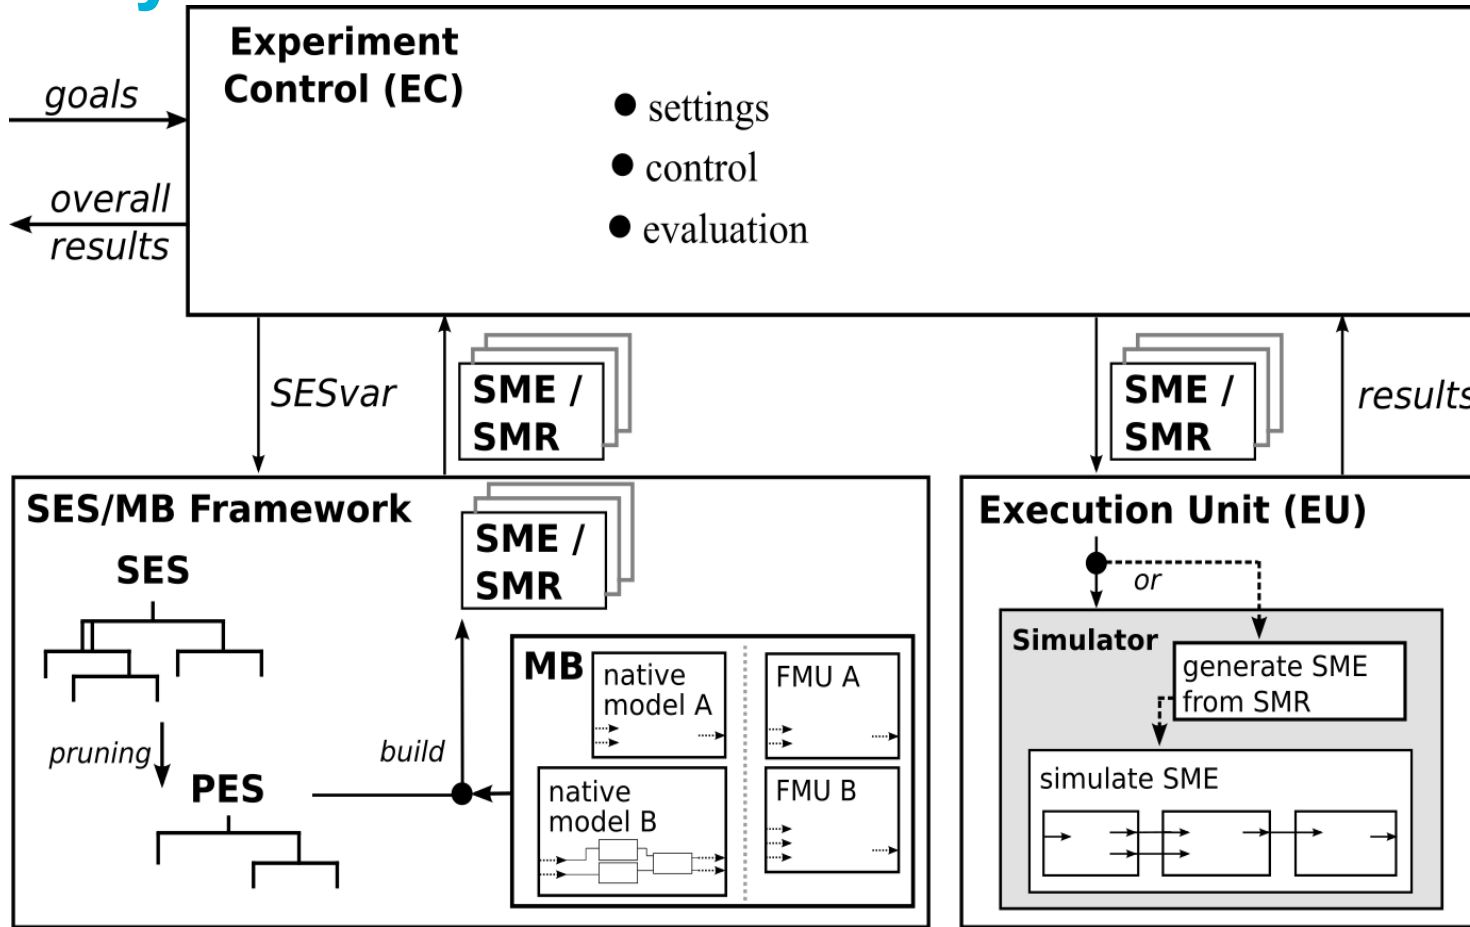 Experiment
Control (EC)
goals
overall
results
● settings
● control
● evaluation
SESvar
SME /
SMR
SME /
SMR
results
SES/MB Framework
SES
pruning
PES
build
SME /
SMR
MB
native
model A
FMU A
native
model B
FMU B
Execution Unit (EU)
or
Simulator
generate SME
from SMR
simulate SME